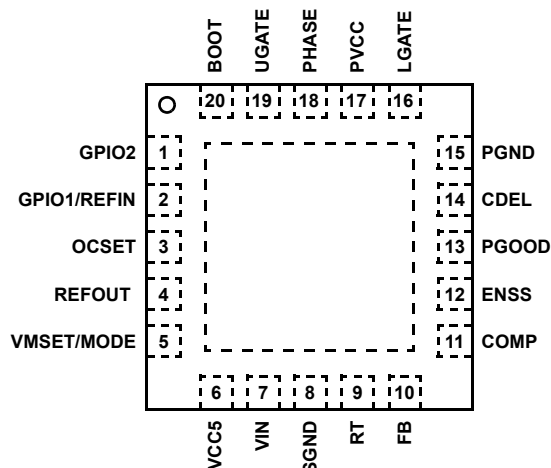 BOOT
UGATE
PHASE
PVCC
LGATE
20 19 18 17 16
GPIO2 1 15 PGND
GPIO1/REFIN 2 14 CDEL
OCSET 3 13 PGOOD
REFOUT 4 12 ENSS
VMSET/MODE 5 11 COMP
6 7 8 9 10
VCC5
VIN
SGND
RT
FB